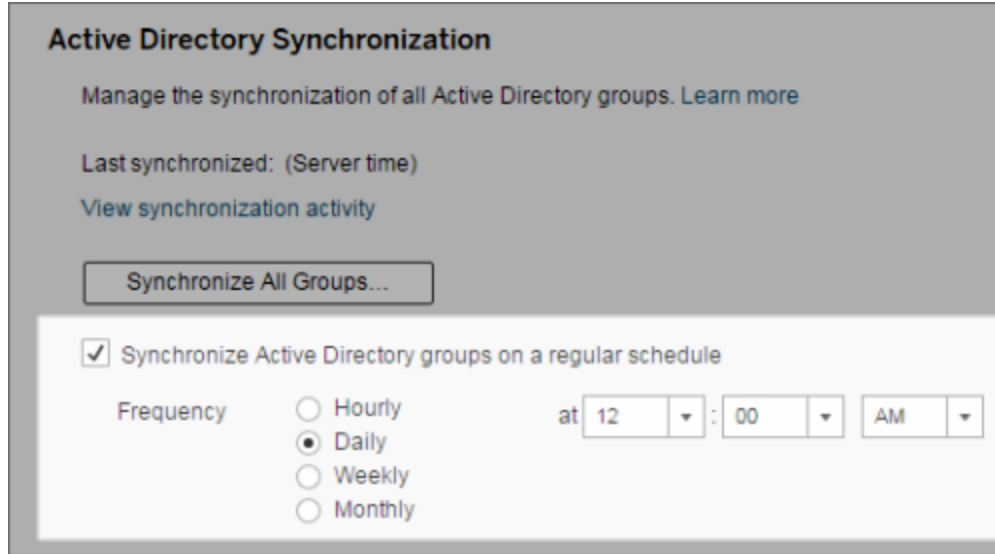 Active Directory Synchronization
Manage the synchronization of all Active Directory groups. Learn more
Last synchronized: (Server time)
View synchronization activity
Synchronize All Groups...
Synchronize Active Directory groups on a regular schedule
Frequency Hourly at 12 : 00 AM
Daily
Weekly
Monthly